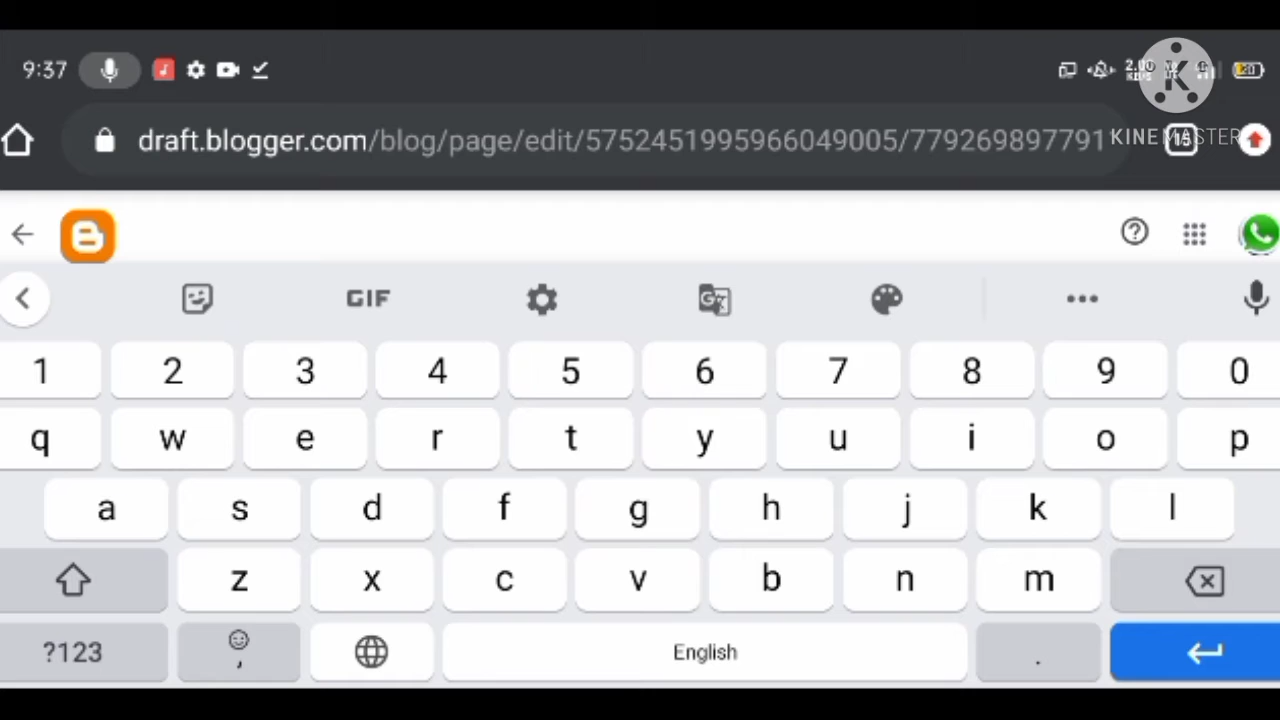 9:37
draft.blogger.com/blog/page/edit/5752451995966049005/779269897791
KINEMASTER
GIF
1 2 3 4 5 6 7 8 9 0
q w e r t y u i o p
a s d f g h j k l
z x c v b n m
?123 , English .